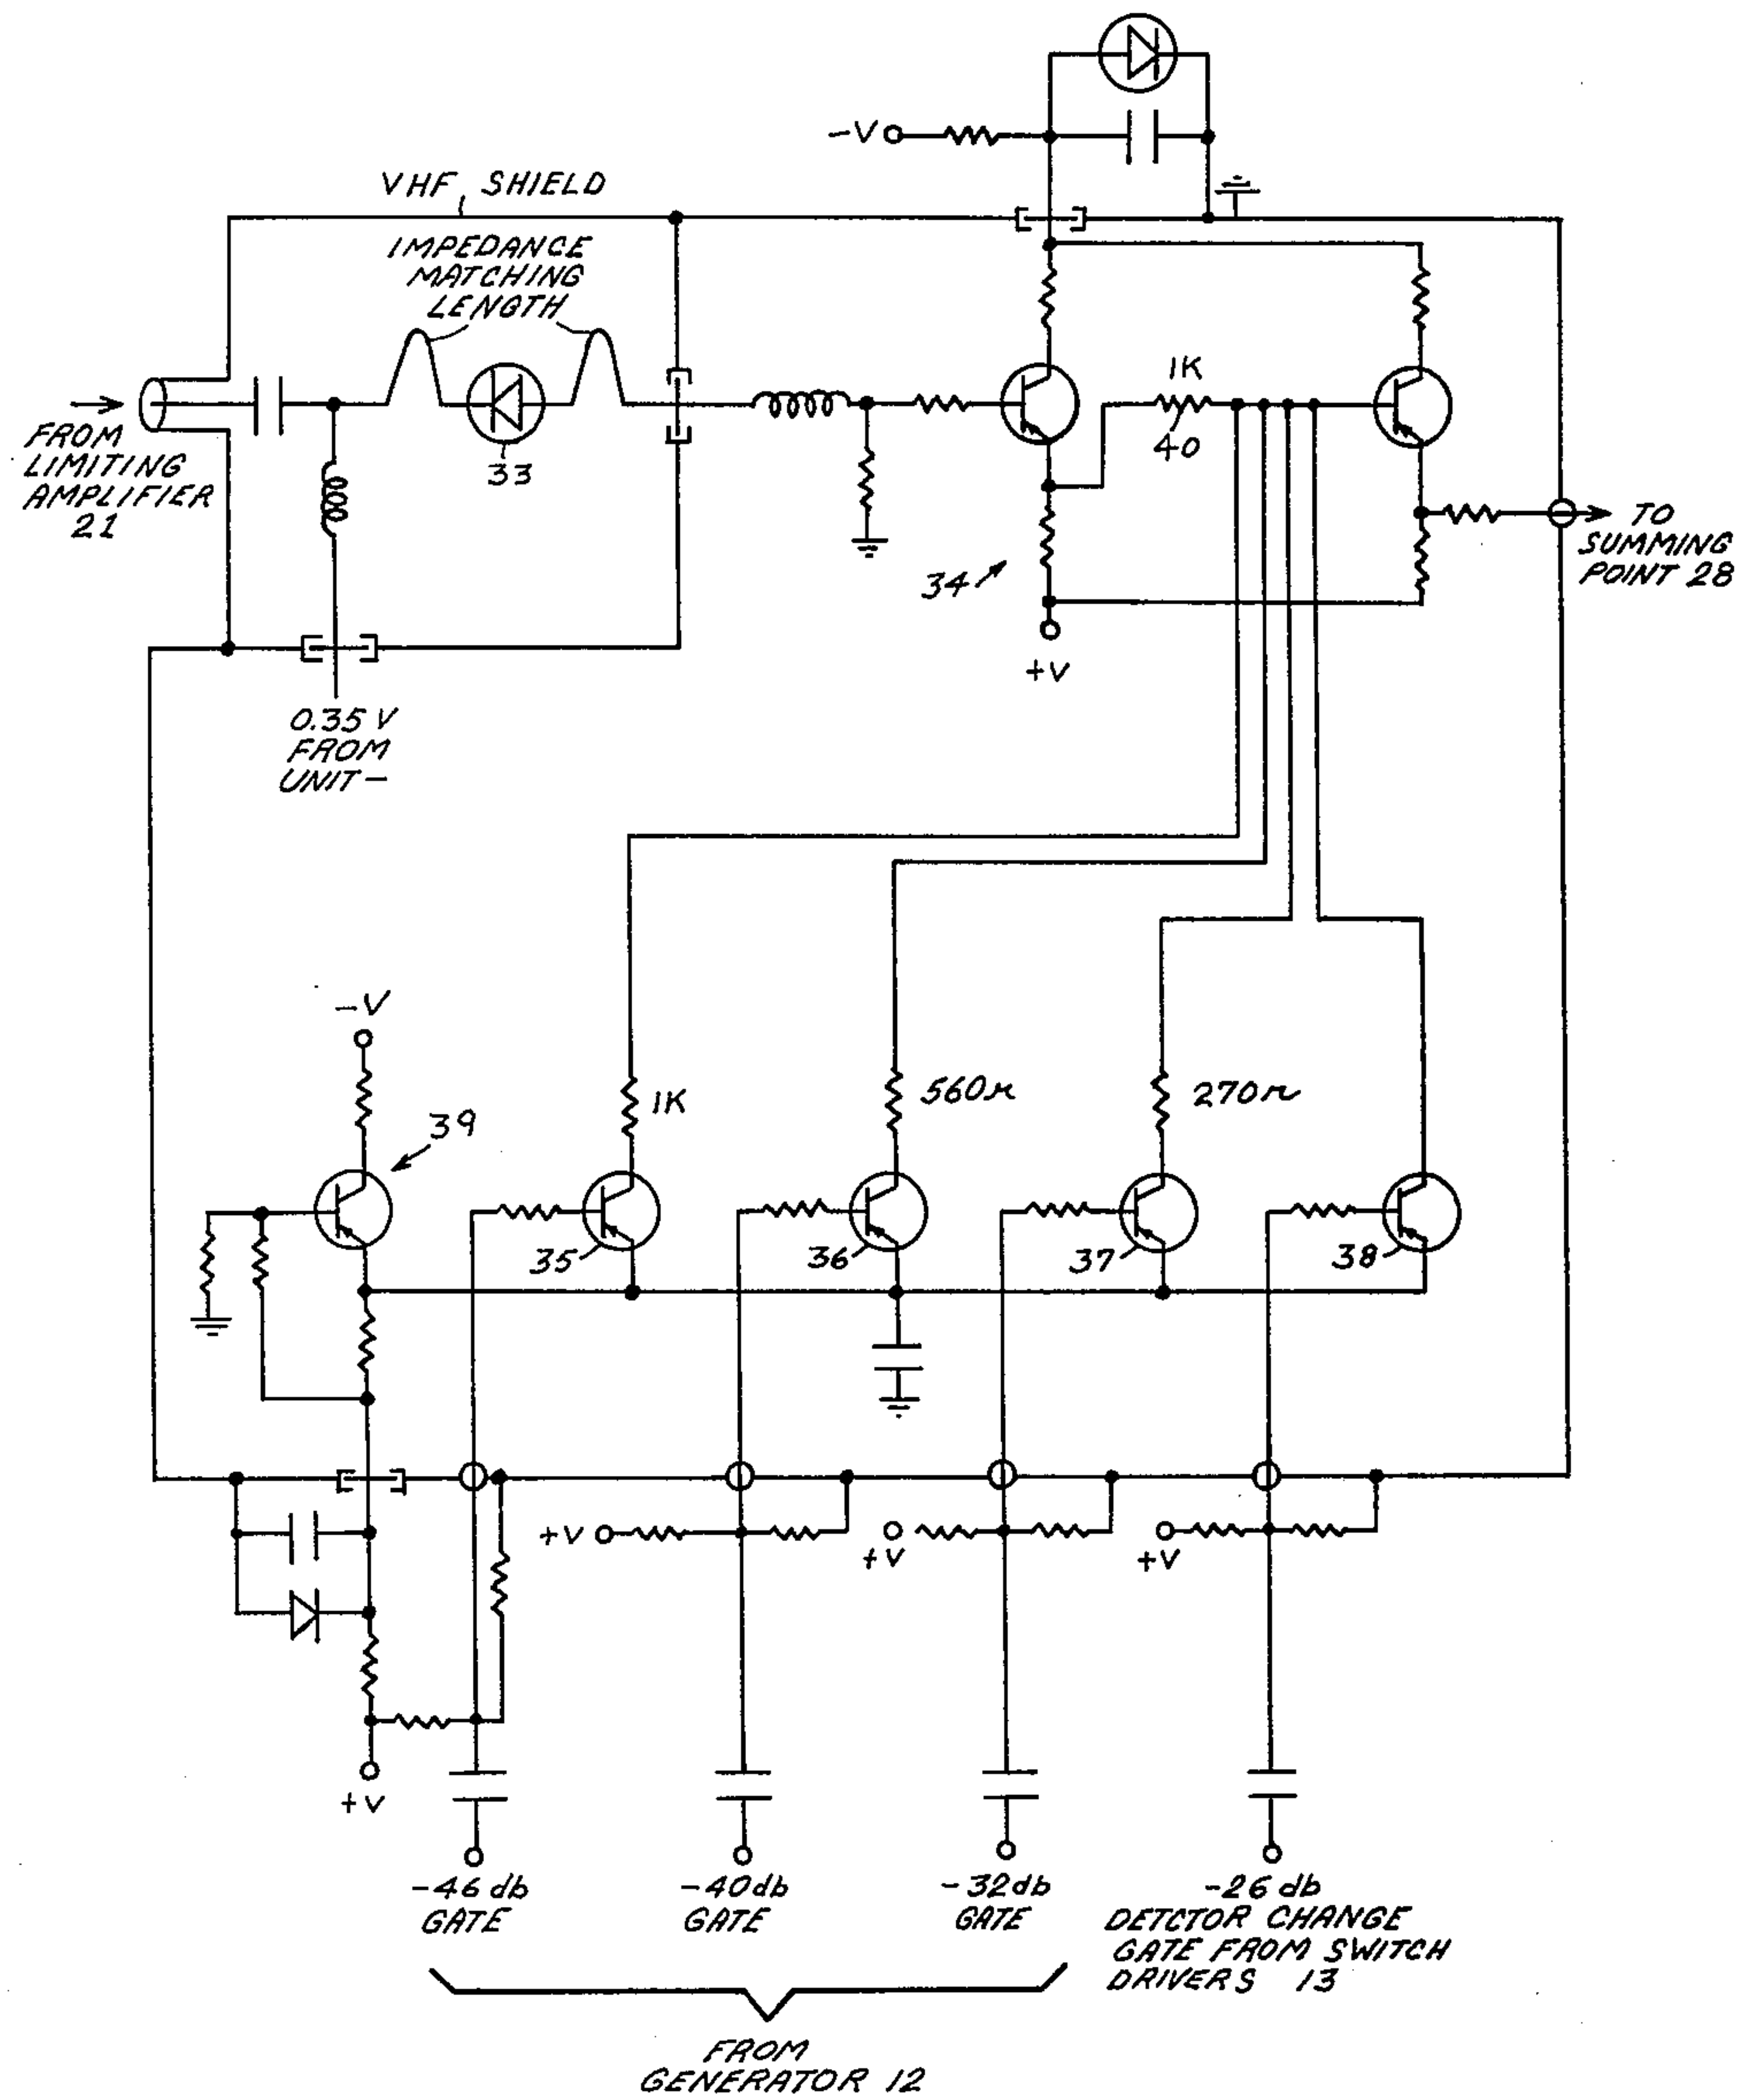 -V
VHF SHIELD
IMPEDANCE
MATCHING
LENGTH
FROM
LIMITING
AMPLIFIER
21
33
1K
40
34
+V
TO
SUMMING
POINT 28
0.35 V
FROM
UNIT-
-V
39
1K
560Ω
270Ω
35
36
37
38
+V
+V
+V
+V
-46 db
GATE
-40db
GATE
-32db
GATE
-26 db
DETCTOR CHANGE
GATE FROM SWITCH
DRIVERS 13
FROM
GENERATOR 12